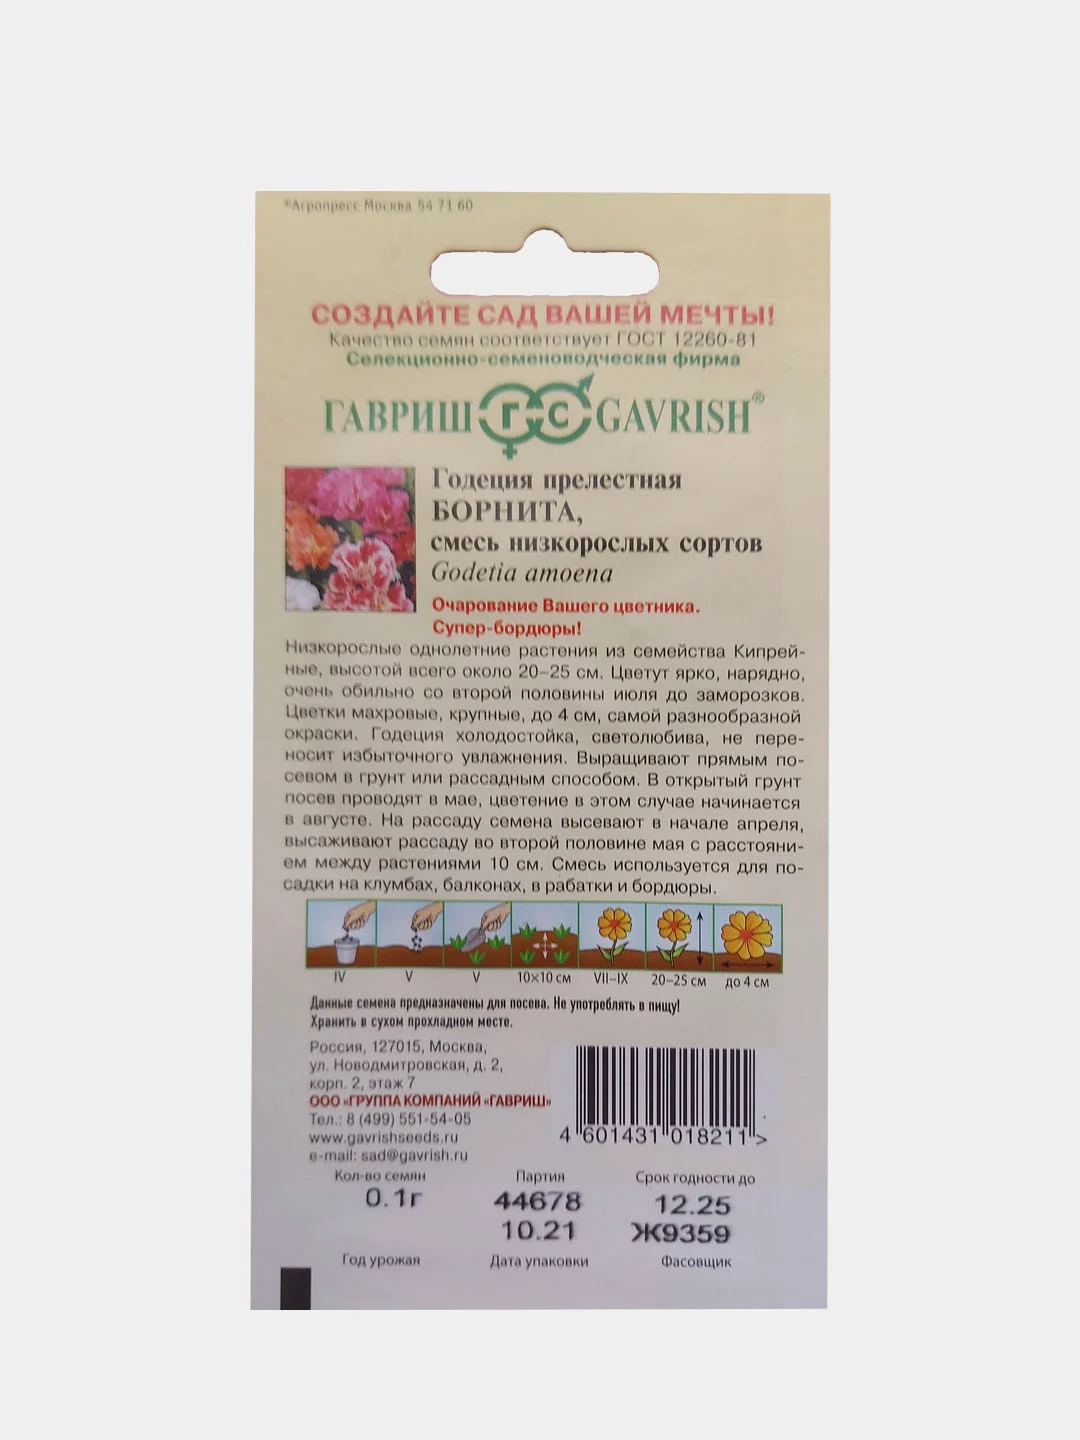 ®Агропресс Москва 54 71 60
СОЗДАЙТЕ САД ВАШЕЙ МЕЧТЫ!
Качество семян соответствует ГОСТ 12260-81
Селекционно-семеноводческая фирма
ГАВРИШ Г С GAVRISH®
Годеция прелестная
БОРНИТА,
смесь низкорослых сортов
Godetia amoena
Очарование Вашего цветника.
Супер-бордюры!
Низкорослые однолетние растения из семейства Кипрей-
ные, высотой всего около 20–25 см. Цветут ярко, нарядно,
очень обильно со второй половины июля до заморозков.
Цветки махровые, крупные, до 4 см, самой разнообразной
окраски. Годеция холодостойка, светолюбива, не пере-
носит избыточного увлажнения. Выращивают прямым по-
севом в грунт или рассадным способом. В открытый грунт
посев проводят в мае, цветение в этом случае начинается
в августе. На рассаду семена высевают в начале апреля,
высаживают рассаду во второй половине мая с расстояни-
ем между растениями 10 см. Смесь используется для по-
садки на клумбах, балконах, в рабатки и бордюры.
IV V V 10×10 см VII–IX 20–25 см до 4 см
Данные семена предназначены для посева. Не употреблять в пищу!
Хранить в сухом прохладном месте.
Россия, 127015, Москва,
ул. Новодмитровская, д. 2,
корп. 2, этаж 7
ООО «ГРУППА КОМПАНИЙ «ГАВРИШ»
Тел.: 8 (499) 551-54-05
www.gavrishseeds.ru
e-mail: sad@gavrish.ru
4 601431 018211 >
Кол-во семян Партия Срок годности до
0.1г 44678 12.25
10.21 Ж9359
Год урожая Дата упаковки Фасовщик